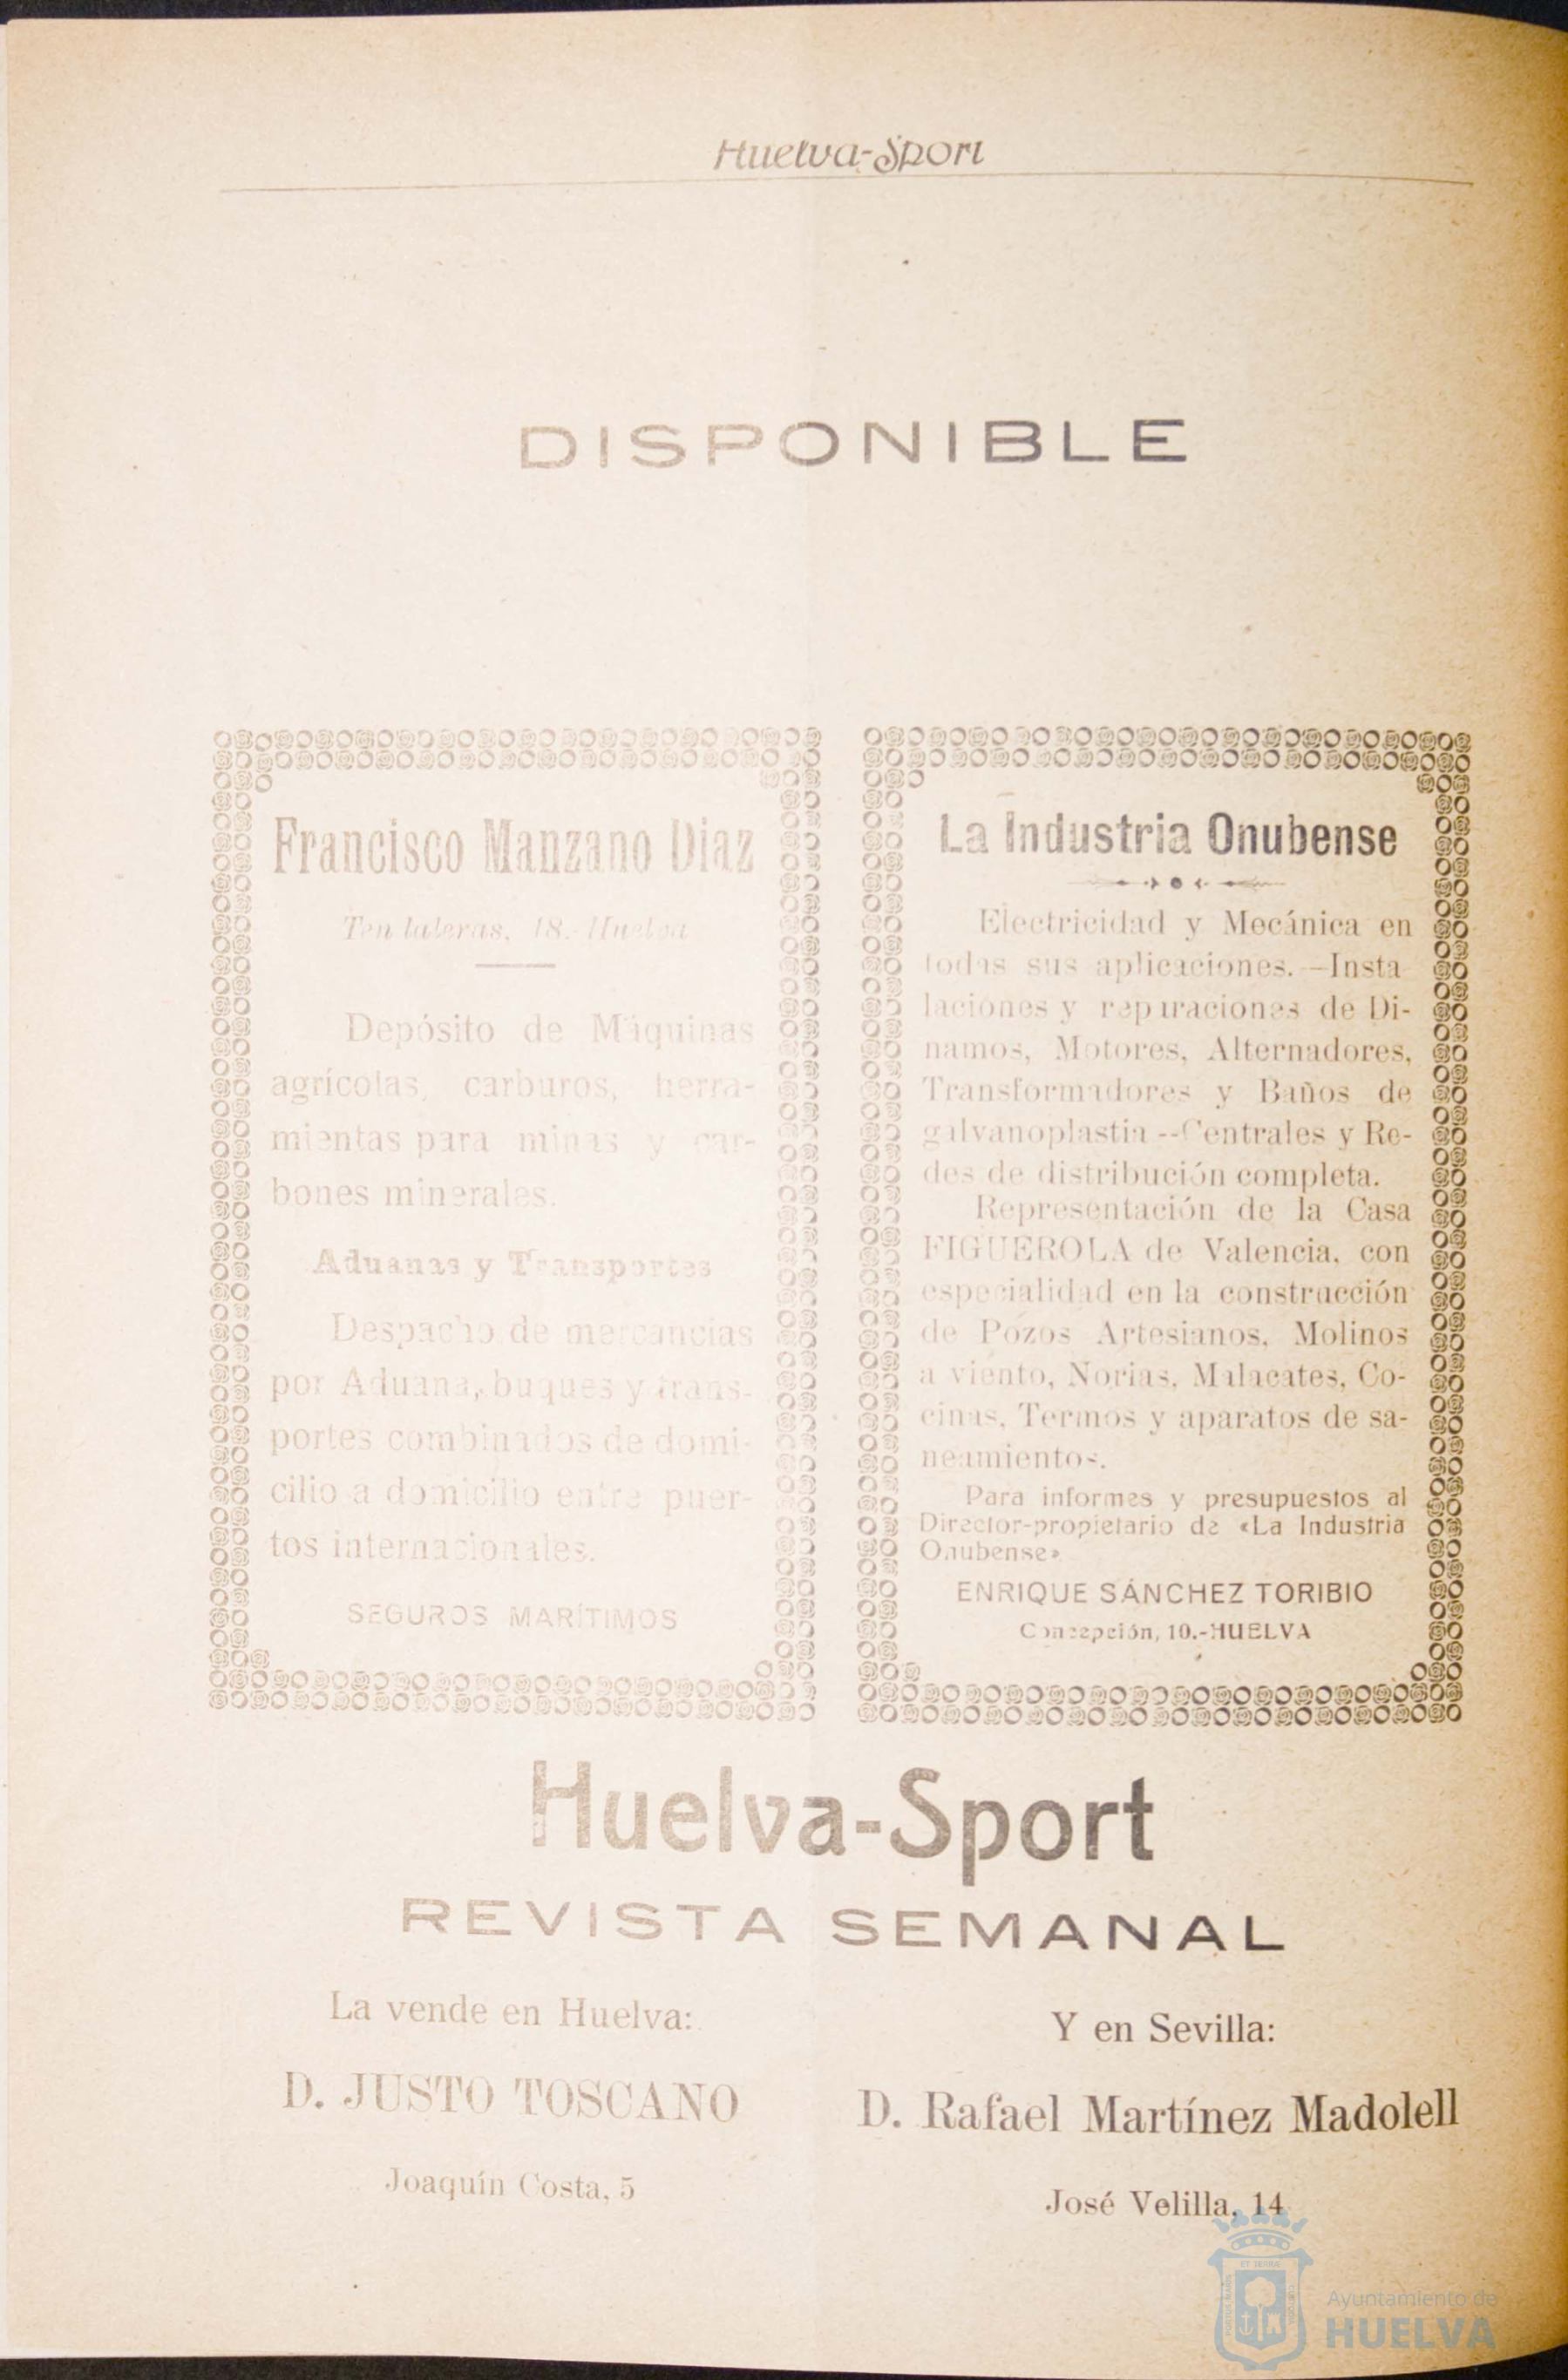 Huelva-Sport
DISPONIBLE
Francisco Manzano Diaz
18.-Huelva
Depósito de Máquinas
agrícolas, carburos, herra-
mientas para minas y car-
bones minerales.
Aduanas y Transportes
Despacho de mercancias
por Aduana, buques y trans-
portes combinados de domi-
cilio a domicilio entre puer-
tos internacionales.
SEGUROS MARÍTIMOS
La Industria Onubense
Electricidad y Mecánica en
todas sus aplicaciones.—Insta
laciones y reparaciones de Di-
namos, Motores, Alternadores,
Transformadores y Baños de
galvanoplastia--Centrales y Re-
des de distribución completa.
Representación de la Casa
FIGUEROLA de Valencia, con
especialidad en la construcción
de Pozos Artesianos, Molinos
a viento, Norias, Malacates, Co-
cinas, Termos y aparatos de sa-
neamientos.
Para informes y presupuestos al
Director-propietario de «La Industria
Onubense»
ENRIQUE SÁNCHEZ TORIBIO
Concepción, 10.-HUELVA
Huelva-Sport
REVISTA SEMANAL
La vende en Huelva:
D. JUSTO TOSCANO
Joaquín Costa, 5
Y en Sevilla:
D. Rafael Martínez Madolell
José Velilla, 14
Ayuntamiento de
HUELVA